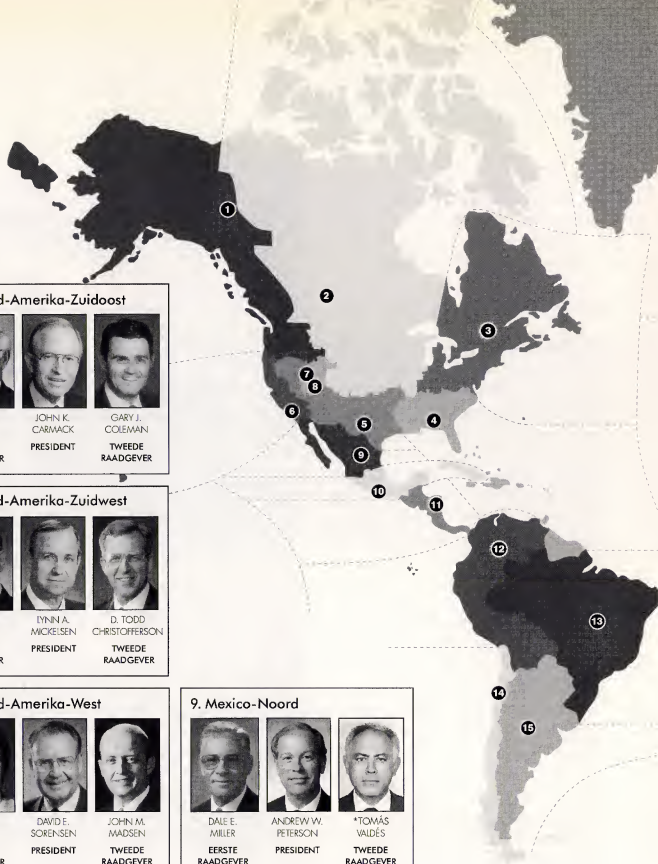 d-Amerika-Zuidoost
JOHN K.
CARMACK
PRESIDENT
GARY J.
COLEMAN
TWEEDE
RAADGEVER
R
d-Amerika-Zuidwest
LYNN A.
MICKELSEN
PRESIDENT
D. TODD
CHRISTOFFERSON
TWEEDE
RAADGEVER
R
d-Amerika-West
DAVID E.
SORENSEN
PRESIDENT
JOHN M.
MADSEN
TWEEDE
RAADGEVER
R
9. Mexico-Noord
DALE E.
MILLER
EERSTE
RAADGEVER
ANDREW W.
PETERSON
PRESIDENT
*TOMÁS
VALDÉS
TWEEDE
RAADGEVER
1
2
3
4
5
6
7
8
9
10
11
12
13
14
15